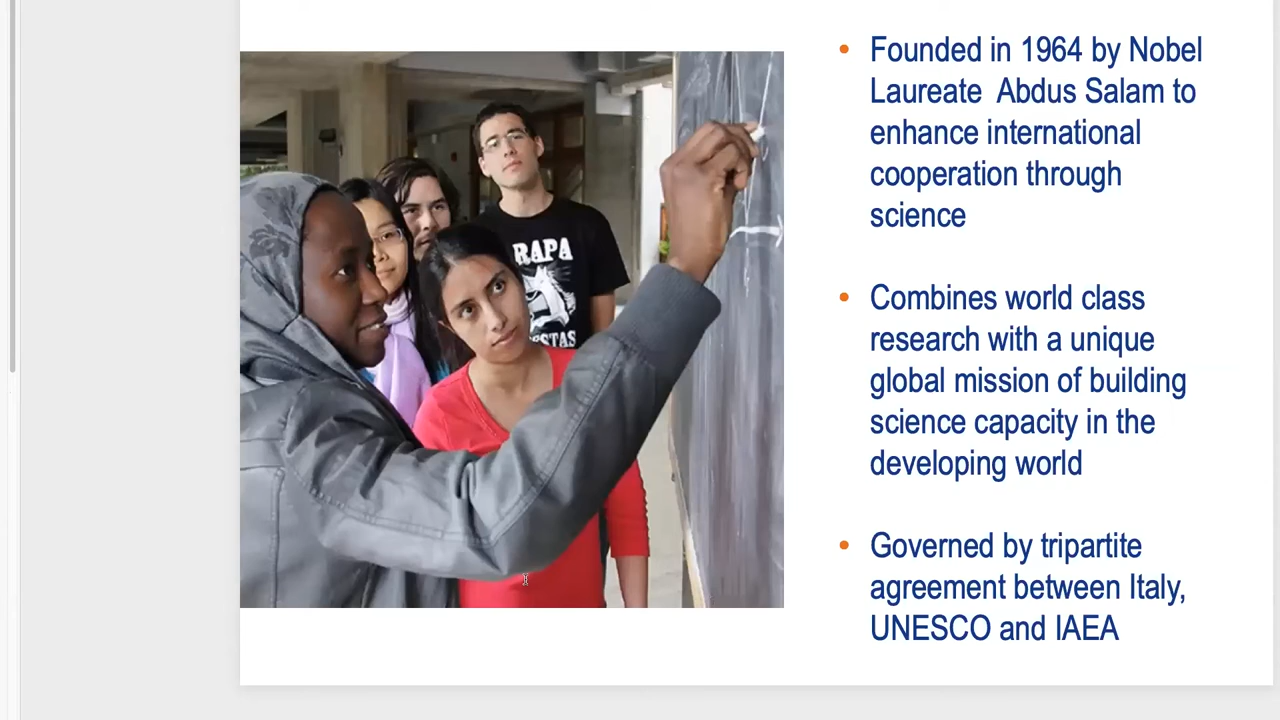 Founded in 1964 by Nobel
Laureate Abdus Salam to
enhance international
cooperation through
science
Combines world class
research with a unique
global mission of building
science capacity in the
developing world
Governed by tripartite
agreement between Italy,
UNESCO and IAEA
RAPA